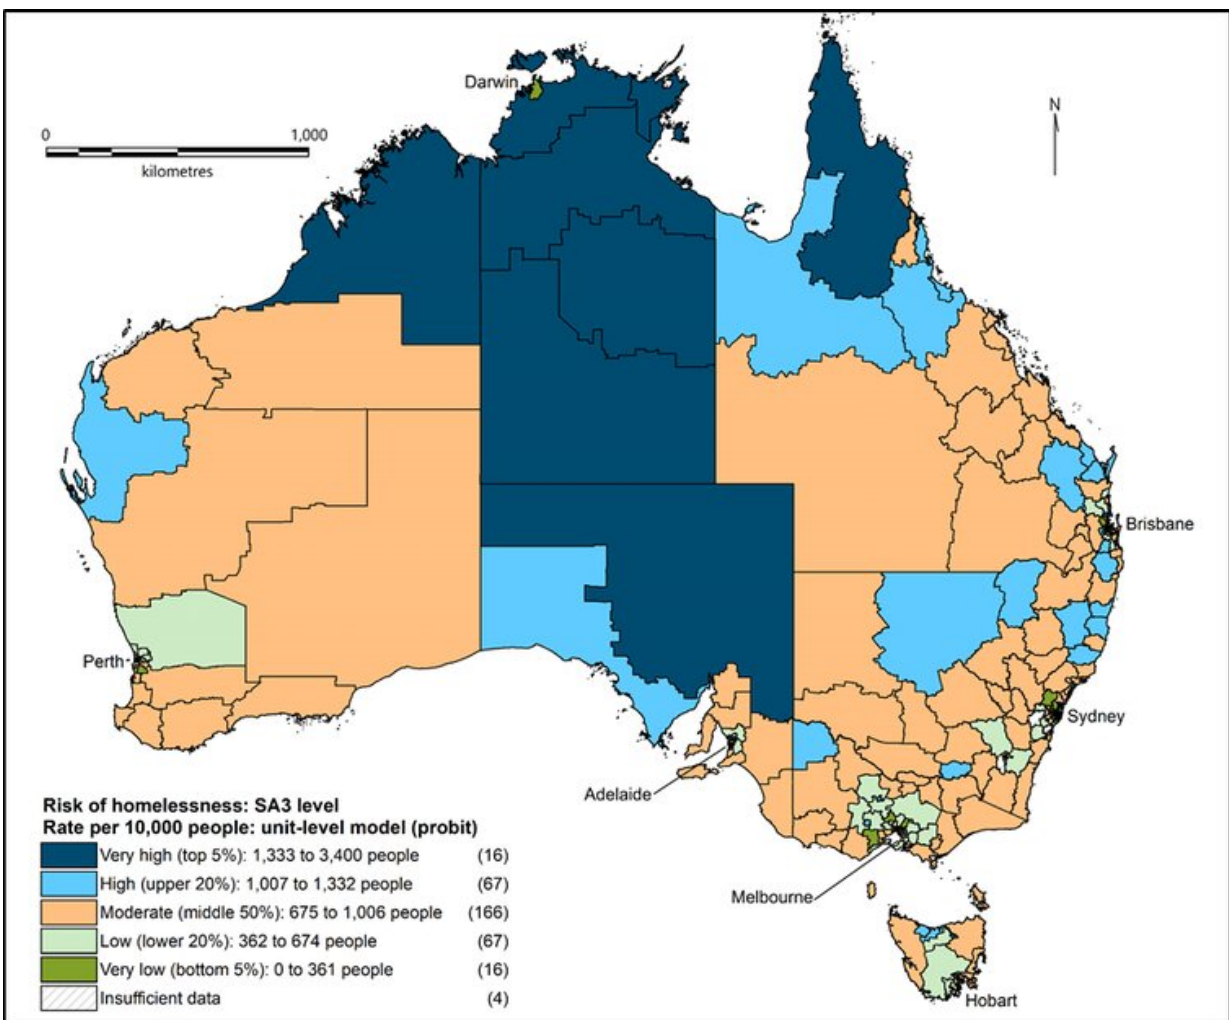 Darwin
N
0 1,000
kilometres
Brisbane
Perth
Sydney
Adelaide
Melbourne
Hobart
Risk of homelessness: SA3 level
Rate per 10,000 people: unit-level model (probit)
Very high (top 5%): 1,333 to 3,400 people (16)
High (upper 20%): 1,007 to 1,332 people (67)
Moderate (middle 50%): 675 to 1,006 people (166)
Low (lower 20%): 362 to 674 people (67)
Very low (bottom 5%): 0 to 361 people (16)
Insufficient data (4)